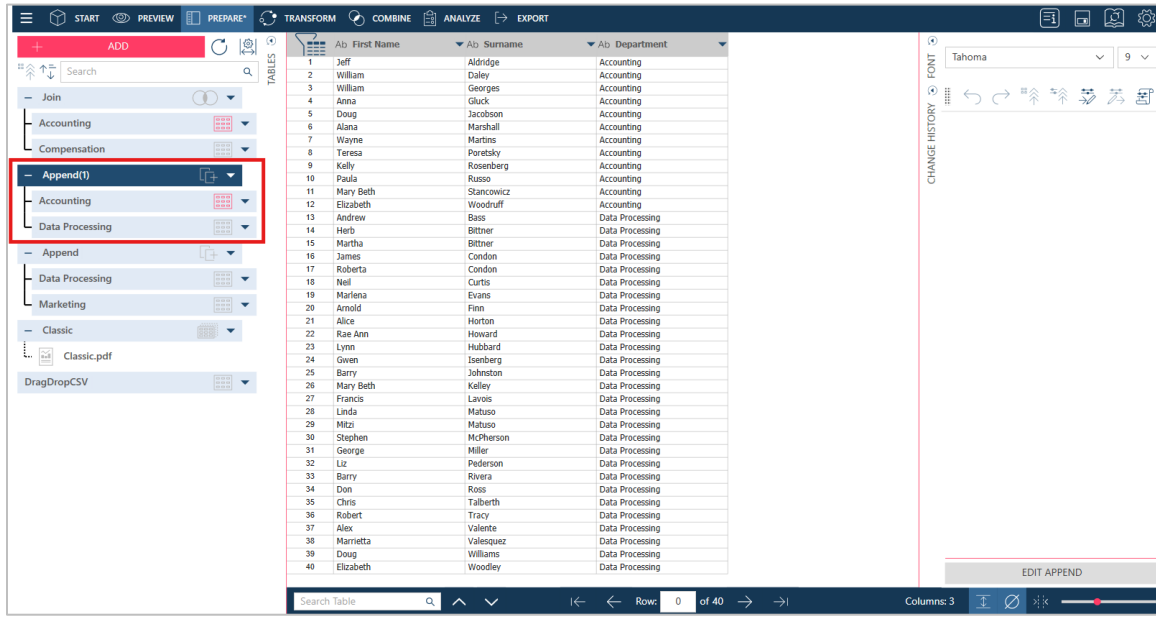 START PREVIEW PREPARE* TRANSFORM COMBINE ANALYZE EXPORT
+ ADD
Search
Join
Accounting
Compensation
Append(1)
Accounting
Data Processing
Append
Data Processing
Marketing
Classic
Classic.pdf
DragDropCSV
TABLES
Ab First Name Ab Surname Ab Department
1 Jeff Aldridge Accounting
2 William Daley Accounting
3 William Georges Accounting
4 Anna Gluck Accounting
5 Doug Jacobson Accounting
6 Alana Marshall Accounting
7 Wayne Martins Accounting
8 Teresa Poretsky Accounting
9 Kelly Rosenberg Accounting
10 Paula Russo Accounting
11 Mary Beth Stancowicz Accounting
12 Elizabeth Woodruff Accounting
13 Andrew Bass Data Processing
14 Herb Bittner Data Processing
15 Martha Bittner Data Processing
16 James Condon Data Processing
17 Roberta Condon Data Processing
18 Neil Curtis Data Processing
19 Marlena Evans Data Processing
20 Arnold Finn Data Processing
21 Alice Horton Data Processing
22 Rae Ann Howard Data Processing
23 Lynn Hubbard Data Processing
24 Gwen Isenberg Data Processing
25 Barry Johnston Data Processing
26 Mary Beth Kelley Data Processing
27 Francis Lavois Data Processing
28 Linda Matuso Data Processing
29 Mitzi Matuso Data Processing
30 Stephen McPherson Data Processing
31 George Miller Data Processing
32 Liz Pederson Data Processing
33 Barry Rivera Data Processing
34 Don Ross Data Processing
35 Chris Talberth Data Processing
36 Robert Tracy Data Processing
37 Alex Valente Data Processing
38 Marrietta Valesquez Data Processing
39 Doug Williams Data Processing
40 Elizabeth Woodley Data Processing
FONT
Tahoma 9
CHANGE HISTORY
EDIT APPEND
Search Table Row: 0 of 40 Columns: 3